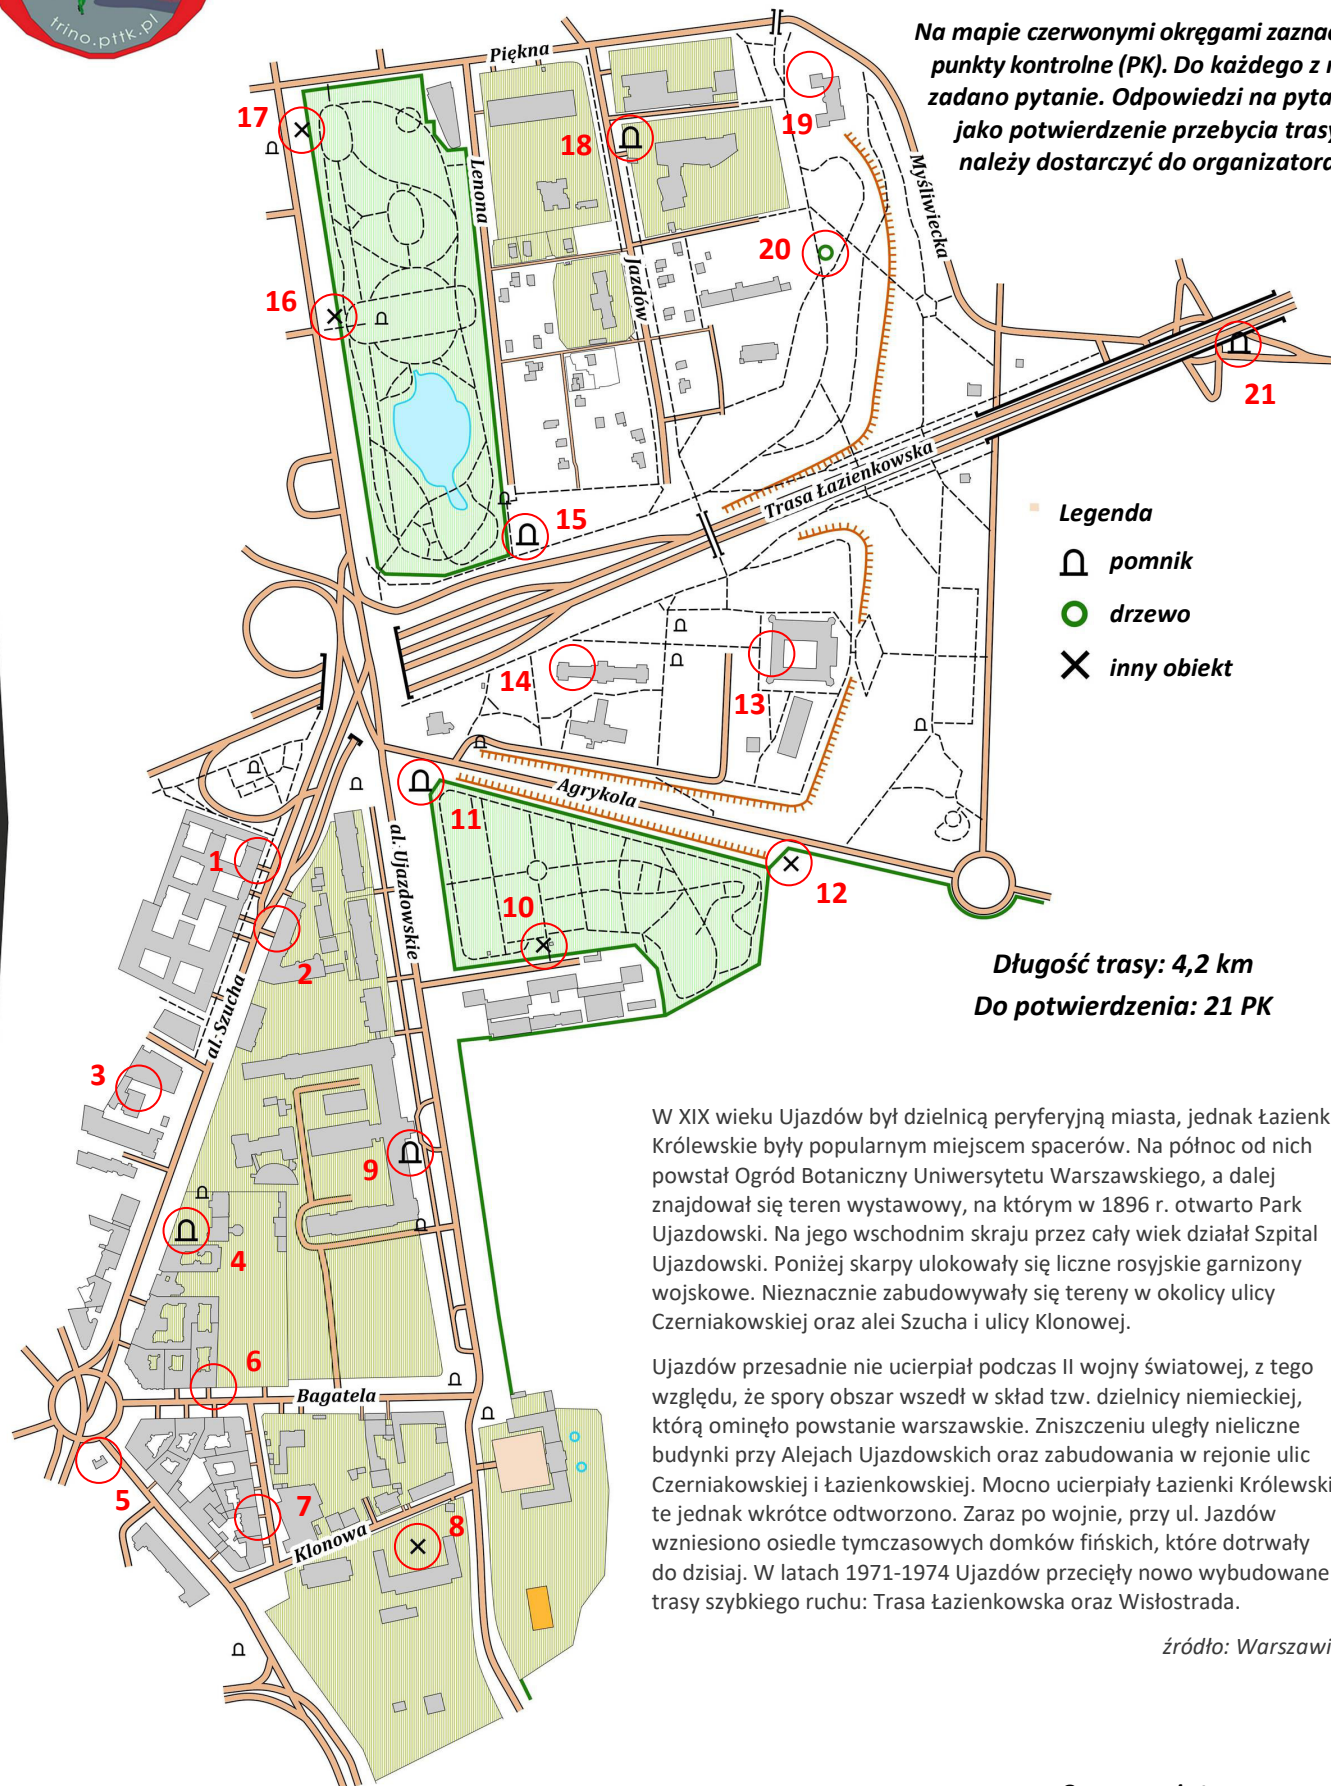 trino.pttk.pl
Na mapie czerwonymi okręgami
punkty kontrolne (PK). Do każdego z
zadano pytanie. Odpowiedzi na
jako potwierdzenie przebycia trasy
należy dostarczyć do organizatora
Piękna
17
18
19
Lenona
Myśliwiecka
20
Jazdów
16
21
Trasa Łazienkowska
15
Legenda
pomnik
drzewo
inny obiekt
14
13
Agrykola
11
al. Ujazdowskie
1
12
10
2
al. Szucha
Długość trasy: 4,2 km
Do potwierdzenia: 21 PK
3
9
4
6
Bagatela
5
7
8
Klonowa
W XIX wieku Ujazdów był dzielnicą peryferyjną miasta, jednak
Królewskie były popularnym miejscem spacerów. Na północ od nich
powstał Ogród Botaniczny Uniwersytetu Warszawskiego, a dalej
znajdował się teren wystawowy, na którym w 1896 r. otwarto Park
Ujazdowski. Na jego wschodnim skraju przez cały wiek działał Szpital
Ujazdowski. Poniżej skarpy ulokowały się liczne rosyjskie garnizony
wojskowe. Nieznacznie zabudowywały się tereny w okolicy ulicy
Czerniakowskiej oraz alei Szucha i ulicy Klonowej.
Ujazdów przesadnie nie ucierpiał podczas II wojny światowej, z tego
względu, że spory obszar wszedł w skład tzw. dzielnicy niemieckiej,
którą ominęło powstanie warszawskie. Zniszczeniu uległy nieliczne
budynki przy Alejach Ujazdowskich oraz zabudowania w rejonie ulic
Czerniakowskiej i Łazienkowskiej. Mocno ucierpiały Łazienki
te jednak wkrótce odtworzono. Zaraz po wojnie, przy ul. Jazdów
wzniesiono osiedle tymczasowych domków fińskich, które dotrwały
do dzisiaj. W latach 1971-1974 Ujazdów przecięły nowo wybudowane
trasy szybkiego ruchu: Trasa Łazienkowska oraz Wisłostrada.
źródło: